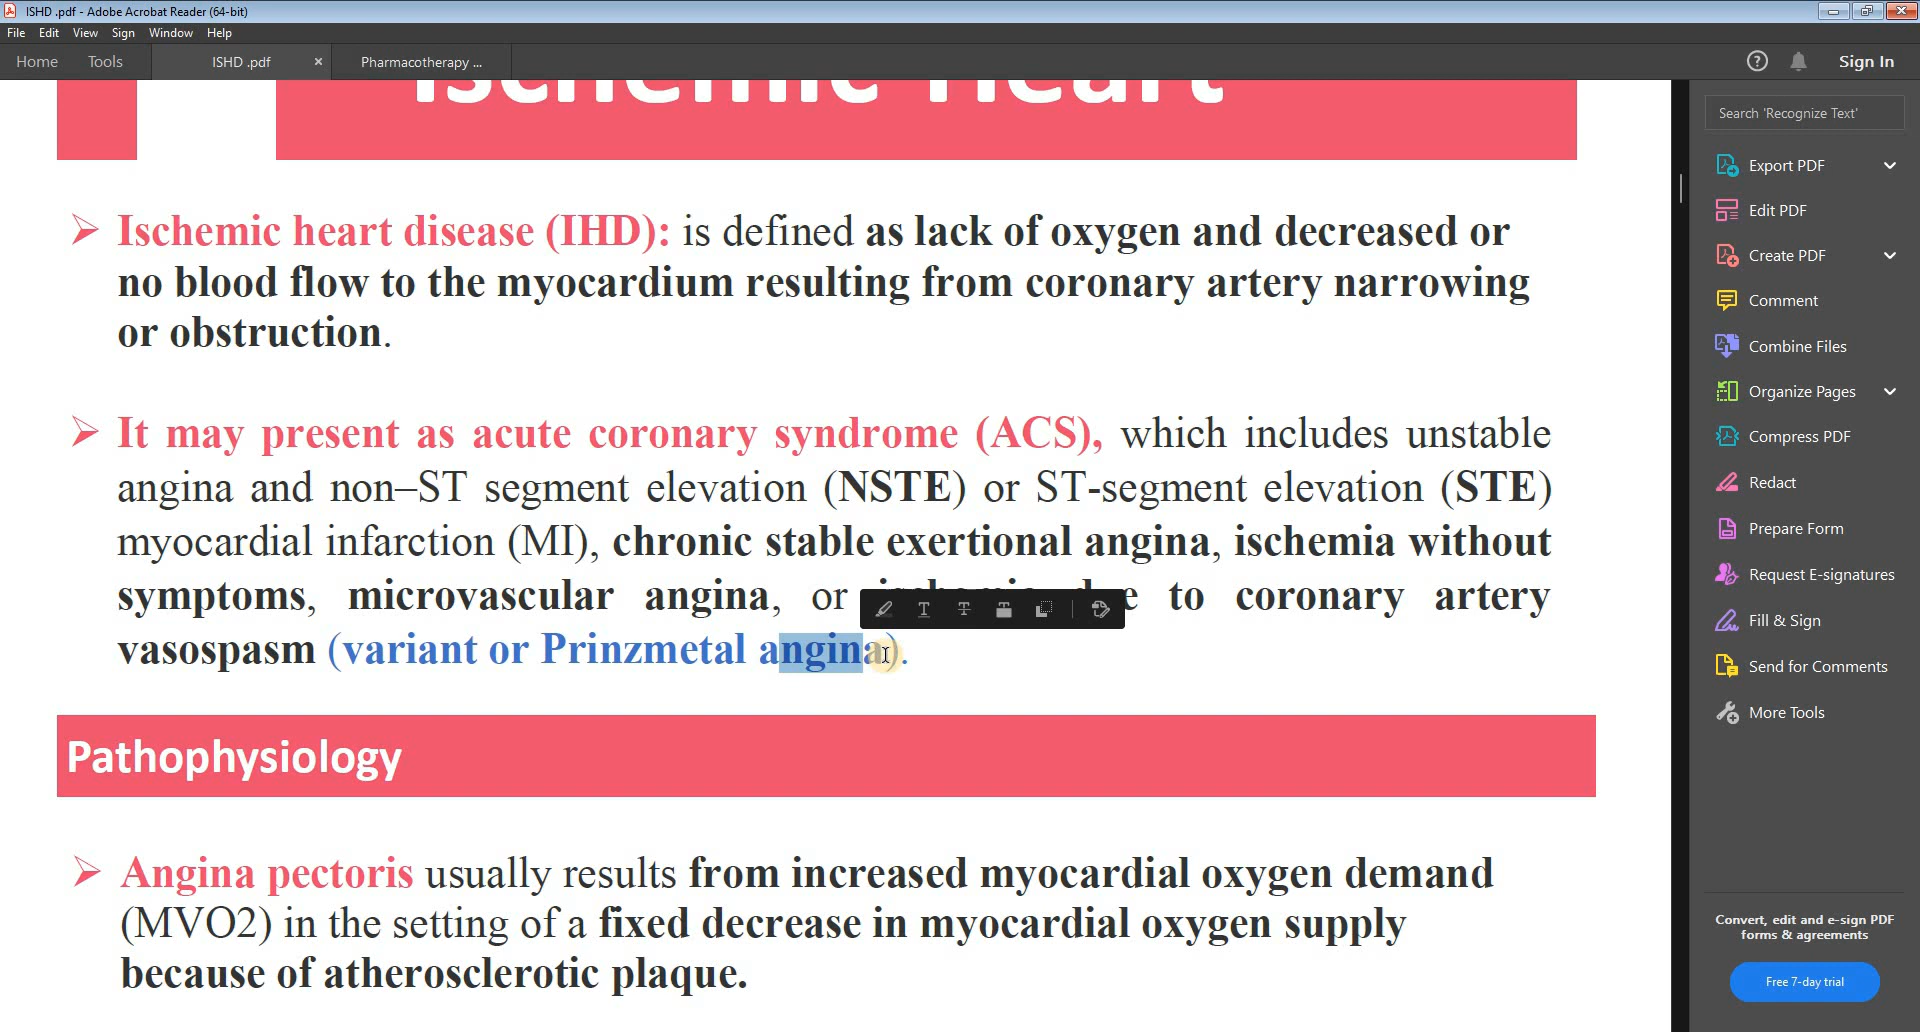 ISHD .pdf - Adobe Acrobat Reader (64-bit)
File Edit View Sign Window Help
Home Tools ISHD .pdf × Pharmacotherapy ... Sign In
Ischemic Heart
Search 'Recognize Text'
Export PDF
Edit PDF
Create PDF
Comment
Combine Files
Organize Pages
Compress PDF
Redact
Prepare Form
Request E-signatures
Fill & Sign
Send for Comments
More Tools
Convert, edit and e-sign PDF
forms & agreements
Free 7-day trial
Ischemic heart disease (IHD): is defined as lack of oxygen and decreased or
no blood flow to the myocardium resulting from coronary artery narrowing
or obstruction.
It may present as acute coronary syndrome (ACS), which includes unstable
angina and non–ST segment elevation (NSTE) or ST-segment elevation (STE)
myocardial infarction (MI), chronic stable exertional angina, ischemia without
symptoms, microvascular angina, or to coronary artery
vasospasm (variant or Prinzmetal angina).
Pathophysiology
Angina pectoris usually results from increased myocardial oxygen demand
(MVO2) in the setting of a fixed decrease in myocardial oxygen supply
because of atherosclerotic plaque.